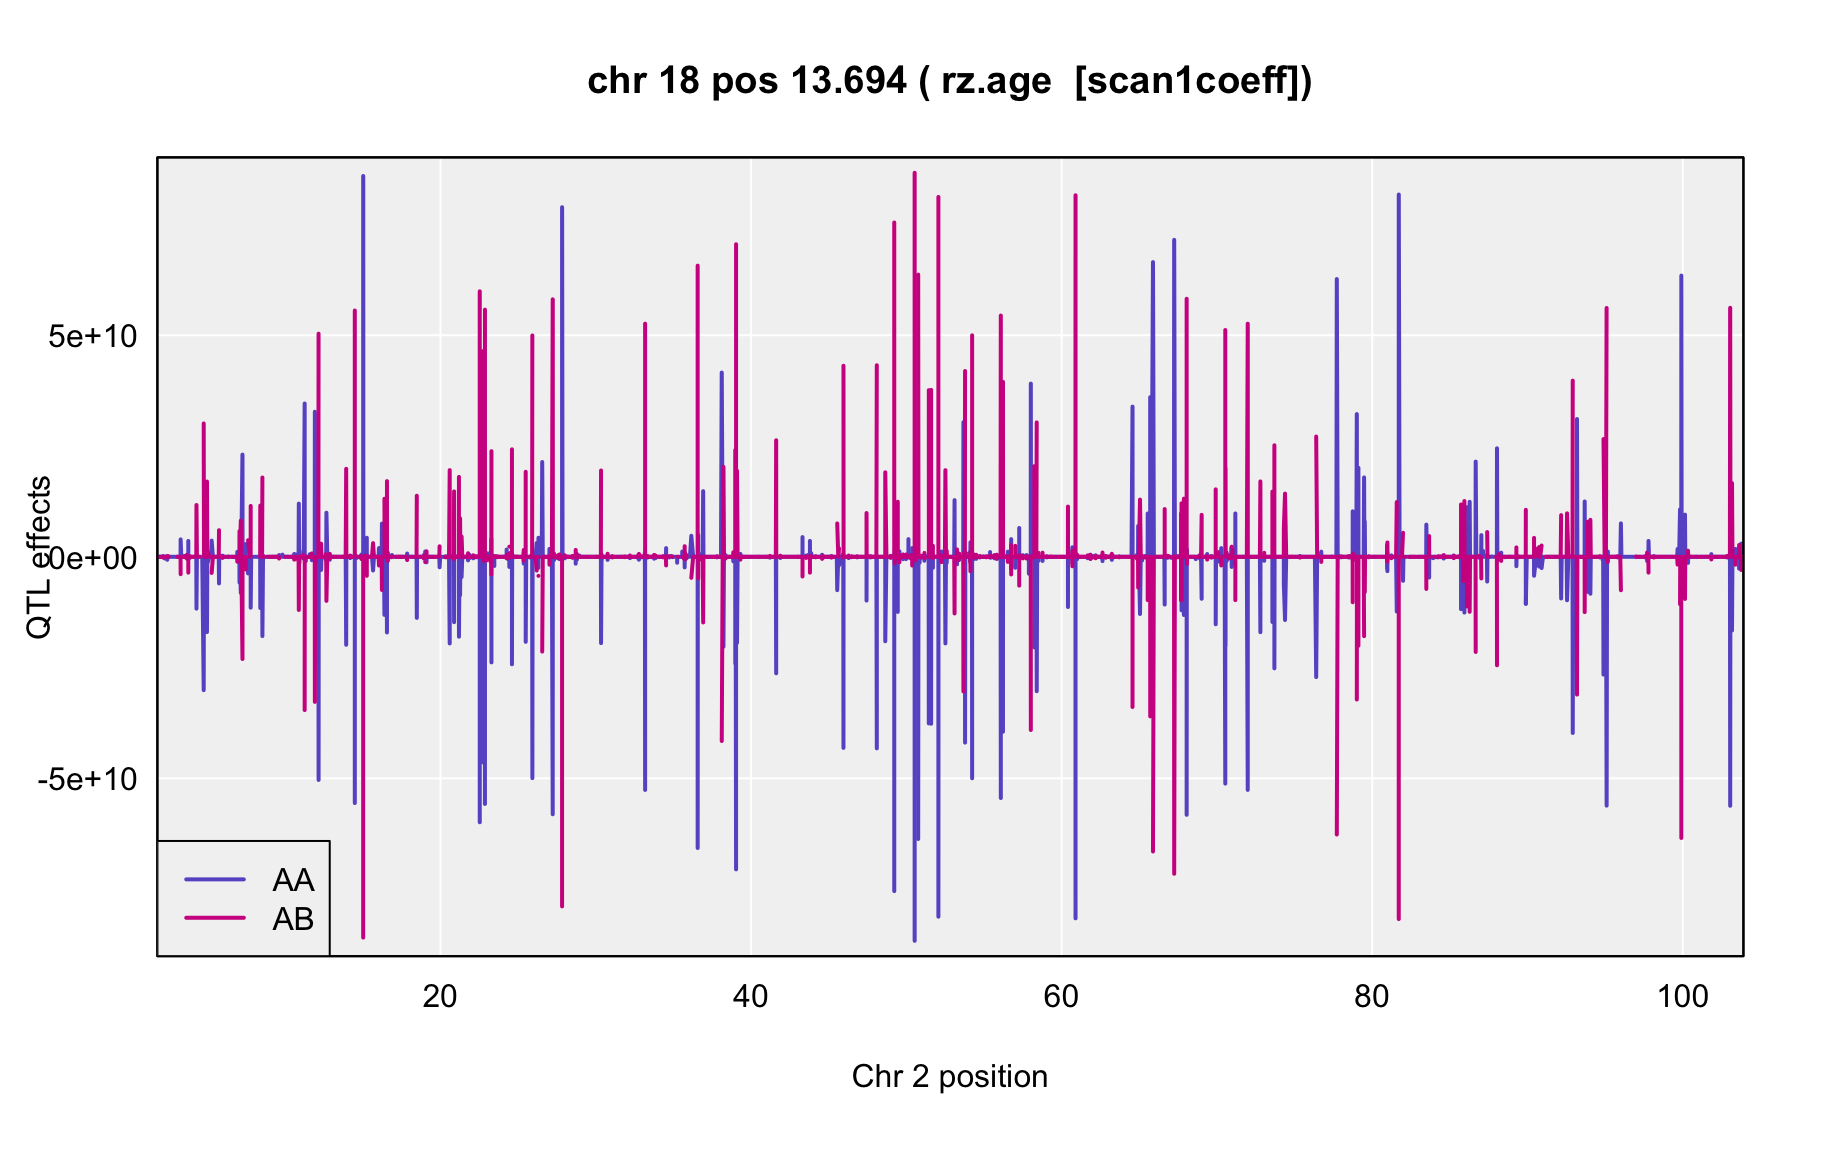 chr 18 pos 13.694 ( rz.age  [scan1coeff])
QTL effects
5e+10
0e+00
-5e+10
AA
AB
20 40 60 80 100
Chr 2 position